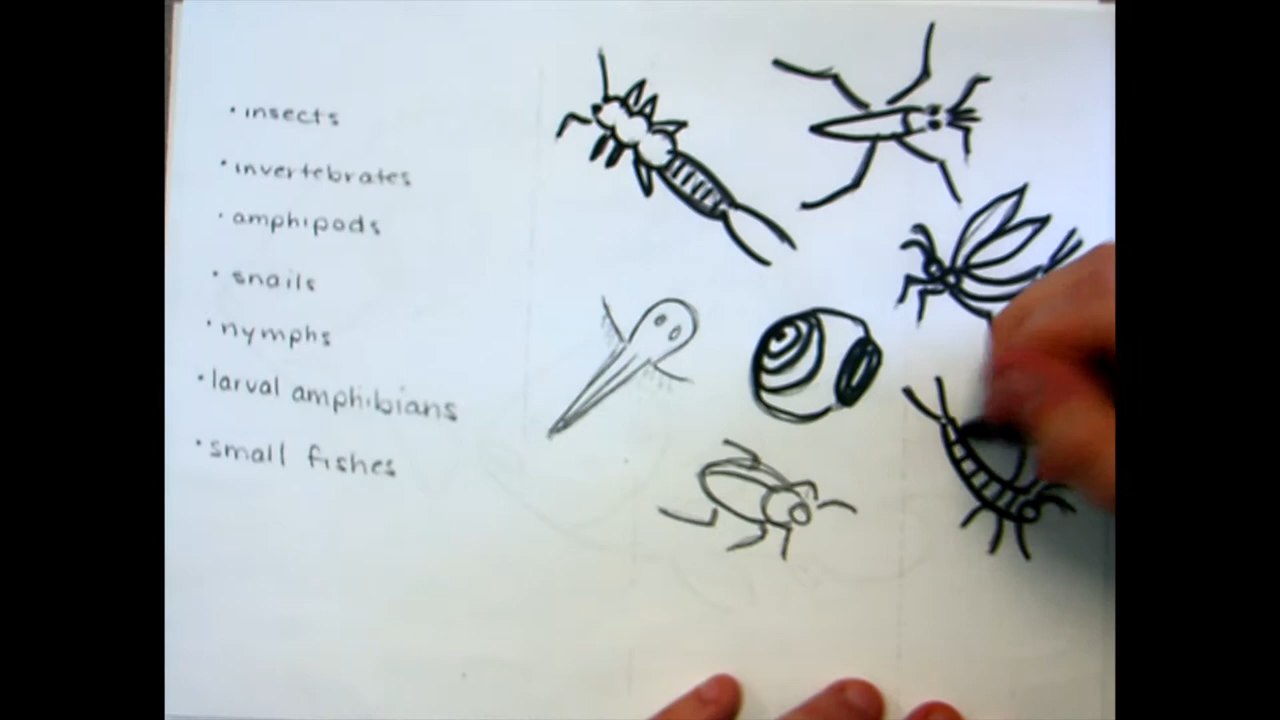 • insects
• invertebrates
• amphipods
• snails
• nymphs
• larval amphibians
• small fishes